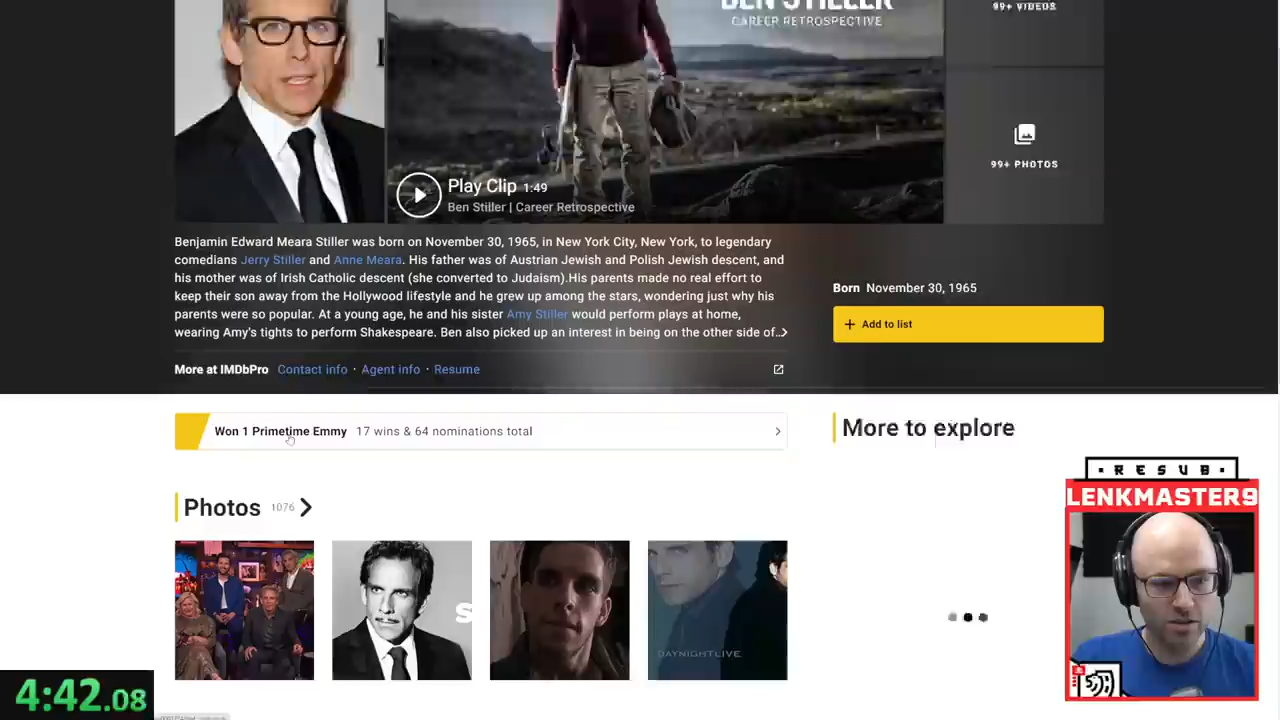 BEN STILLER
CAREER RETROSPECTIVE
99+ VIDEOS
99+ PHOTOS
Play Clip 1:49
Ben Stiller | Career Retrospective
Benjamin Edward Meara Stiller was born on November 30, 1965, in New York City, New York, to legendary
comedians Jerry Stiller and Anne Meara. His father was of Austrian Jewish and Polish Jewish descent, and
his mother was of Irish Catholic descent (she converted to Judaism).His parents made no real effort to
keep their son away from the Hollywood lifestyle and he grew up among the stars, wondering just why his
parents were so popular. At a young age, he and his sister Amy Stiller would perform plays at home,
wearing Amy's tights to perform Shakespeare. Ben also picked up an interest in being on the other side of...
Born November 30, 1965
+ Add to list
More at IMDbPro Contact info · Agent info · Resume
Won 1 Primetime Emmy 17 wins & 64 nominations total
More to explore
Photos 1076
S
DAYNIGHTLIVE
· RESUB ·
LENKMASTER9
4:42.08